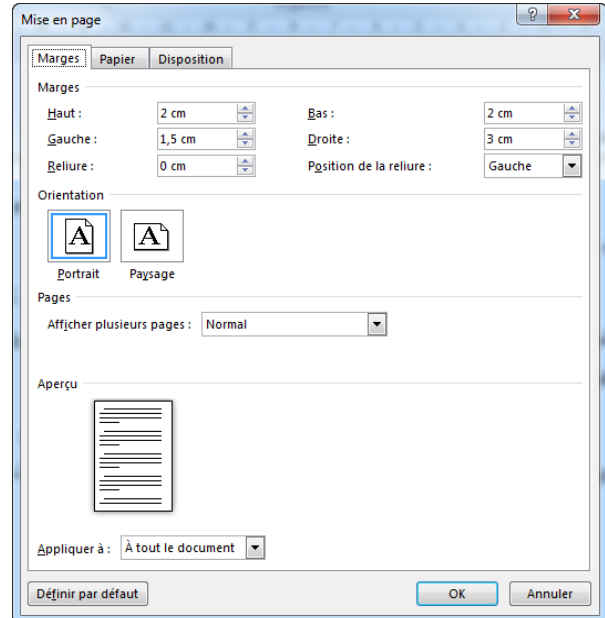 Mise en page
Marges Papier Disposition
Marges
Haut : 2 cm Bas : 2 cm
Gauche : 1,5 cm Droite : 3 cm
Reliure : 0 cm Position de la reliure : Gauche
Orientation
A A
Portrait Paysage
Pages
Afficher plusieurs pages : Normal
Aperçu
Appliquer à : À tout le document
Définir par défaut OK Annuler